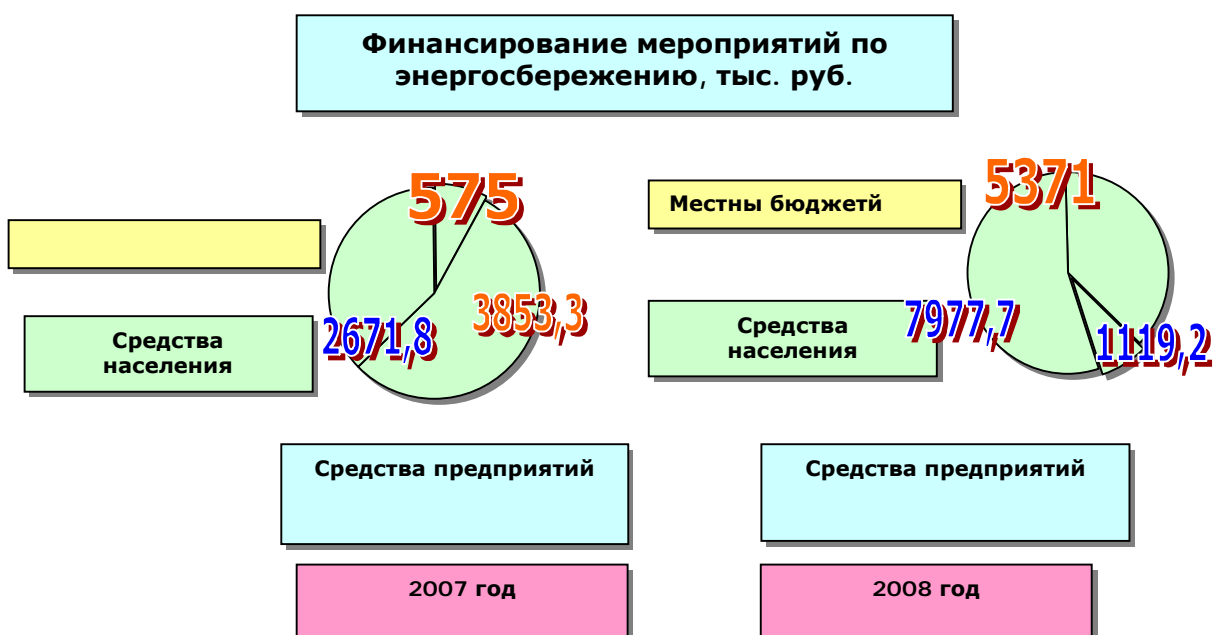 Финансирование мероприятий по
энергосбережению, тыс. руб.
575
5371
Местны бюджетй
3853,3
2671,8
7977,7
1119,2
Средства
населения
Средства
населения
Средства предприятий
Средства предприятий
2007 год
2008 год